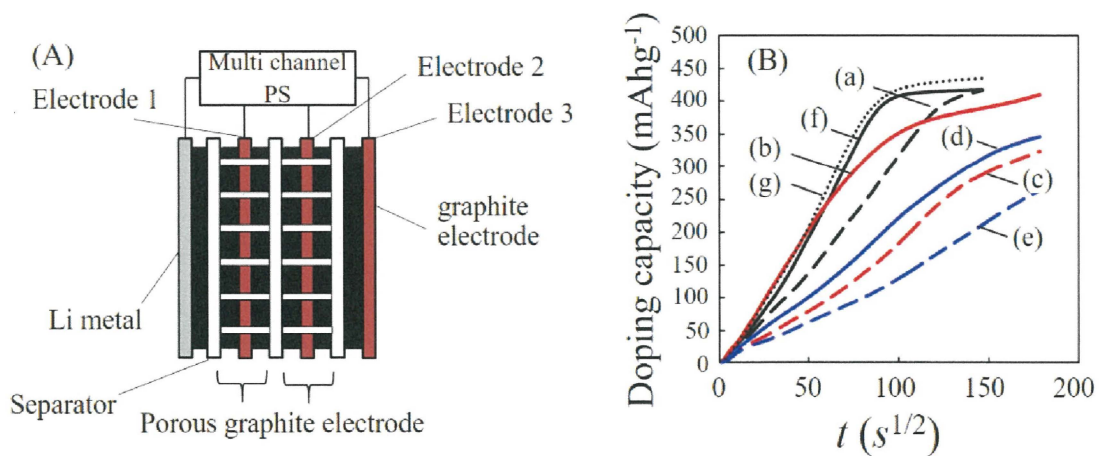 (A)
Multi channel
PS
Electrode 1
Electrode 2
Electrode 3
graphite
electrode
Li metal
Separator
Porous graphite electrode
(B)
Doping capacity (mAhg-1)
500
450
400
350
300
250
200
150
100
50
0
(a)
(f)
(b)
(g)
(d)
(c)
(e)
0
50
100
150
200
t (s1/2)